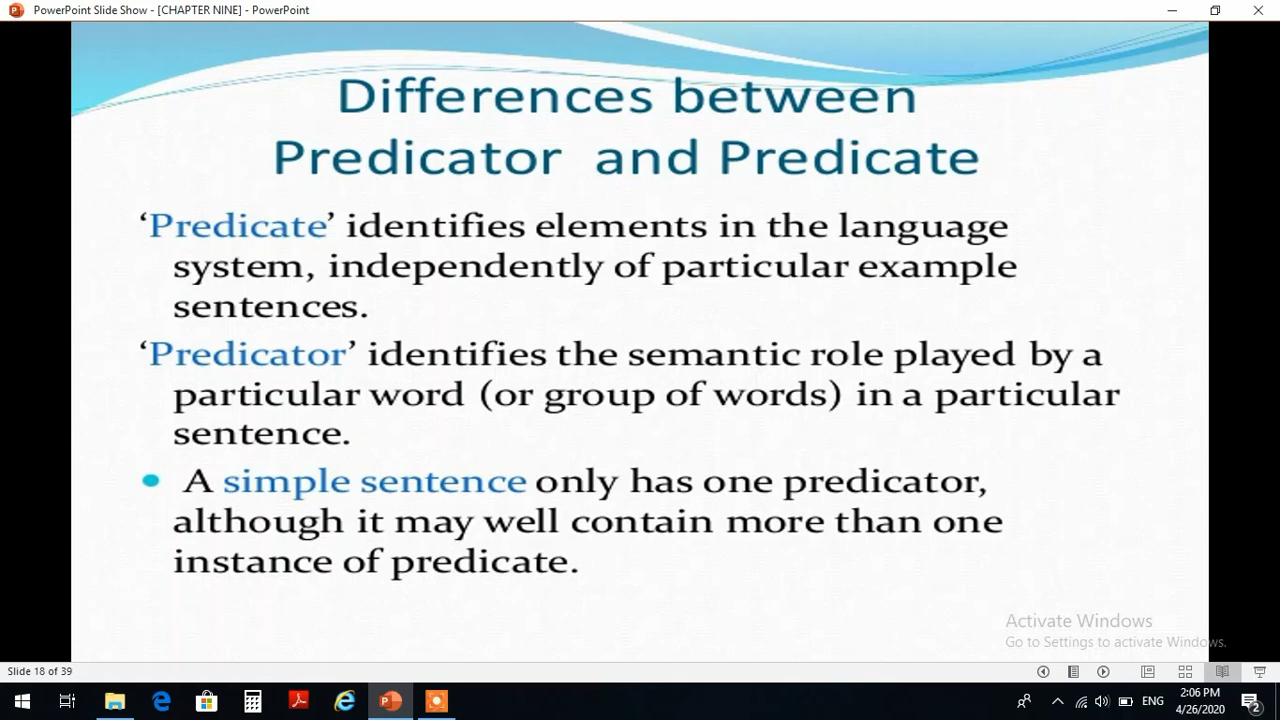 PowerPoint Slide Show - [CHAPTER NINE] - PowerPoint
Differences between
Predicator and Predicate
‘Predicate’ identifies elements in the language
system, independently of particular example
sentences.
‘Predicator’ identifies the semantic role played by a
particular word (or group of words) in a particular
sentence.
• A simple sentence only has one predicator,
although it may well contain more than one
instance of predicate.
Activate Windows
Go to Settings to activate Windows.
Slide 18 of 39
ENG
2:06 PM
4/26/2020
2